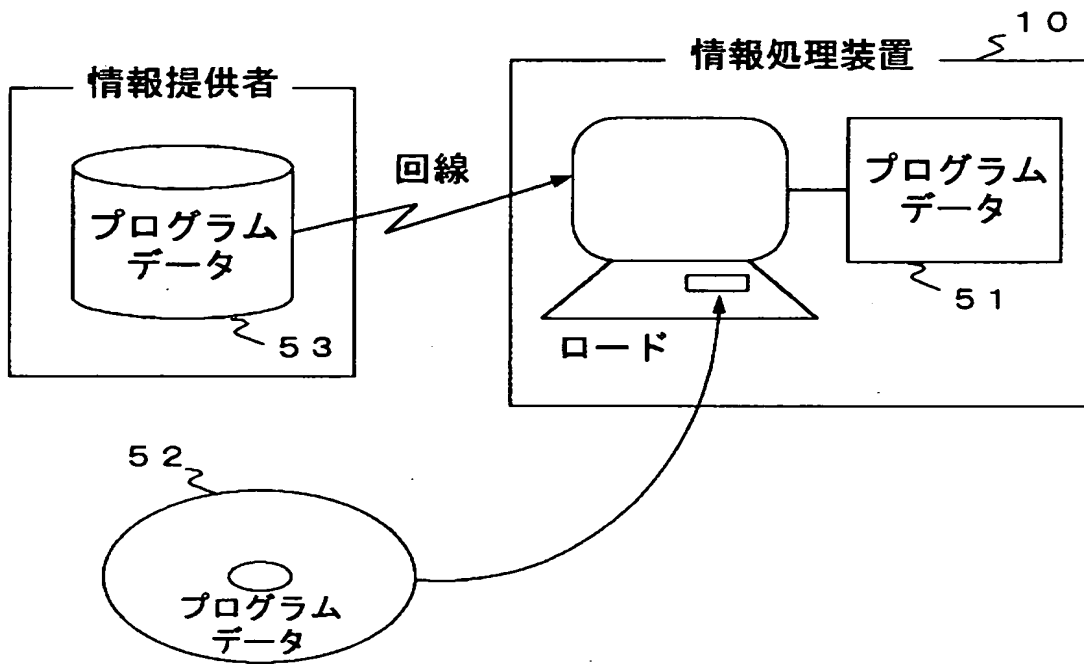 10
情報処理装置
情報提供者
回線
プログラム
データ
プログラム
データ
53
51
ロード
52
プログラム
データ